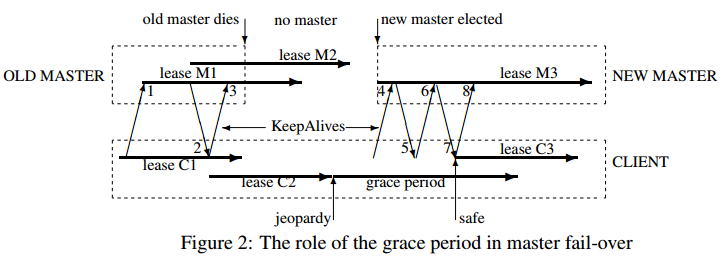 old master dies
no master
new master elected
lease M2
OLD MASTER
lease M1
lease M3
NEW MASTER
1
3
4
6
8
KeepAlives
2
5
7
lease C1
lease C3
CLIENT
lease C2
grace period
jeopardy
safe
Figure 2: The role of the grace period in master fail-over